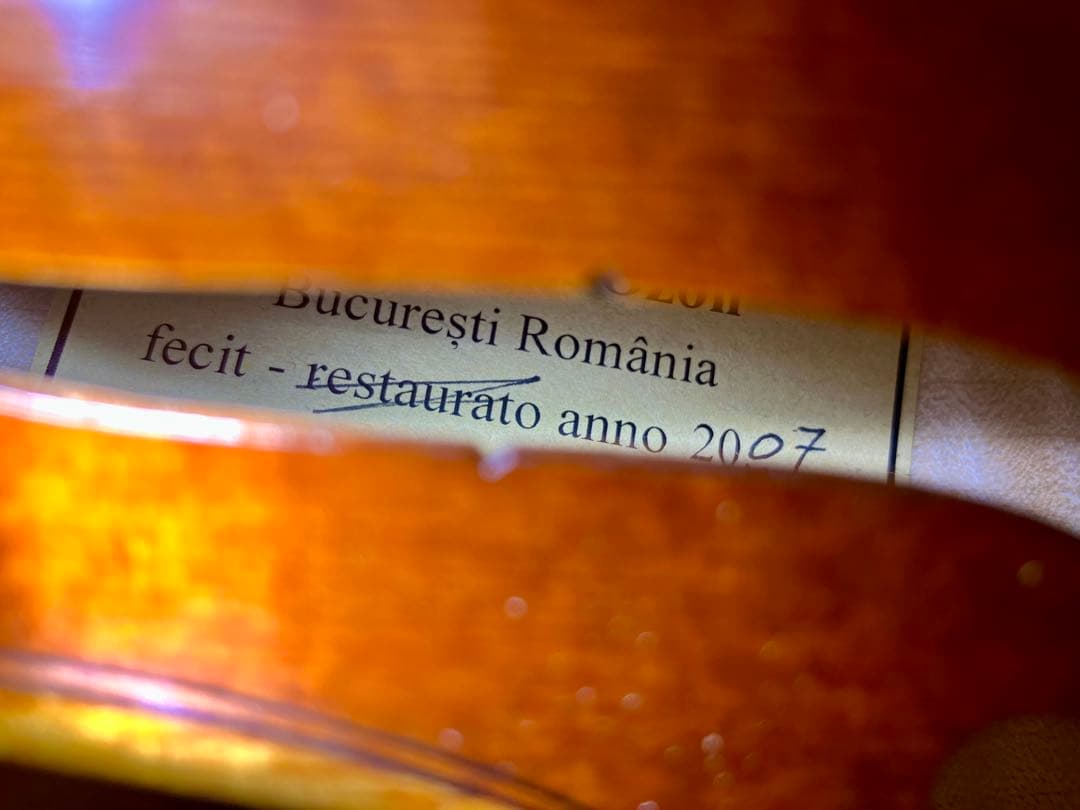 București România
fecit - restaurato anno 2007